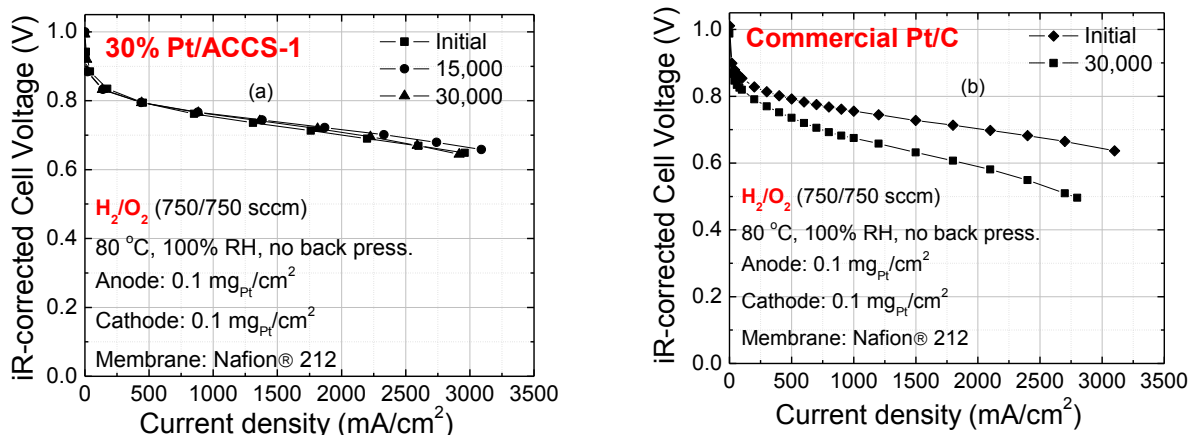 iR-corrected Cell Voltage (V)
1.0
0.8
0.6
0.4
0.2
0.0
30% Pt/ACCS-1
Initial
15,000
30,000
(a)
H₂/O₂ (750/750 sccm)
80 °C, 100% RH, no back press.
Anode: 0.1 mg_Pt/cm²
Cathode: 0.1 mg_Pt/cm²
Membrane: Nafion® 212
0 500 1000 1500 2000 2500 3000 3500
Current density (mA/cm²)
iR-corrected Cell Voltage (V)
1.0
0.8
0.6
0.4
0.2
0.0
Commercial Pt/C
Initial
30,000
(b)
H₂/O₂ (750/750 sccm)
80 °C, 100% RH, no back press.
Anode: 0.1 mg_Pt/cm²
Cathode: 0.1 mg_Pt/cm²
Membrane: Nafion® 212
0 500 1000 1500 2000 2500 3000 3500
Current density (mA/cm²)